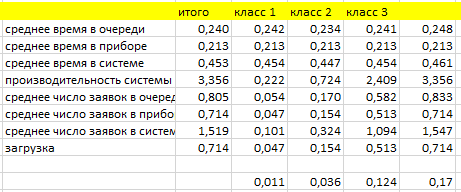 итого класс 1 класс 2 класс 3
среднее время в очереди 0,240 0,242 0,234 0,241 0,248
среднее время в приборе 0,213 0,213 0,213 0,213 0,213
среднее время в системе 0,453 0,454 0,447 0,454 0,461
производительность системы 3,356 0,222 0,724 2,409 3,356
среднее число заявок в очеред 0,805 0,054 0,170 0,582 0,833
среднее число заявок в прибо 0,714 0,047 0,154 0,513 0,714
среднее число заявок в систем 1,519 0,101 0,324 1,094 1,547
загрузка 0,714 0,047 0,154 0,513 0,714
0,011 0,036 0,124 0,17